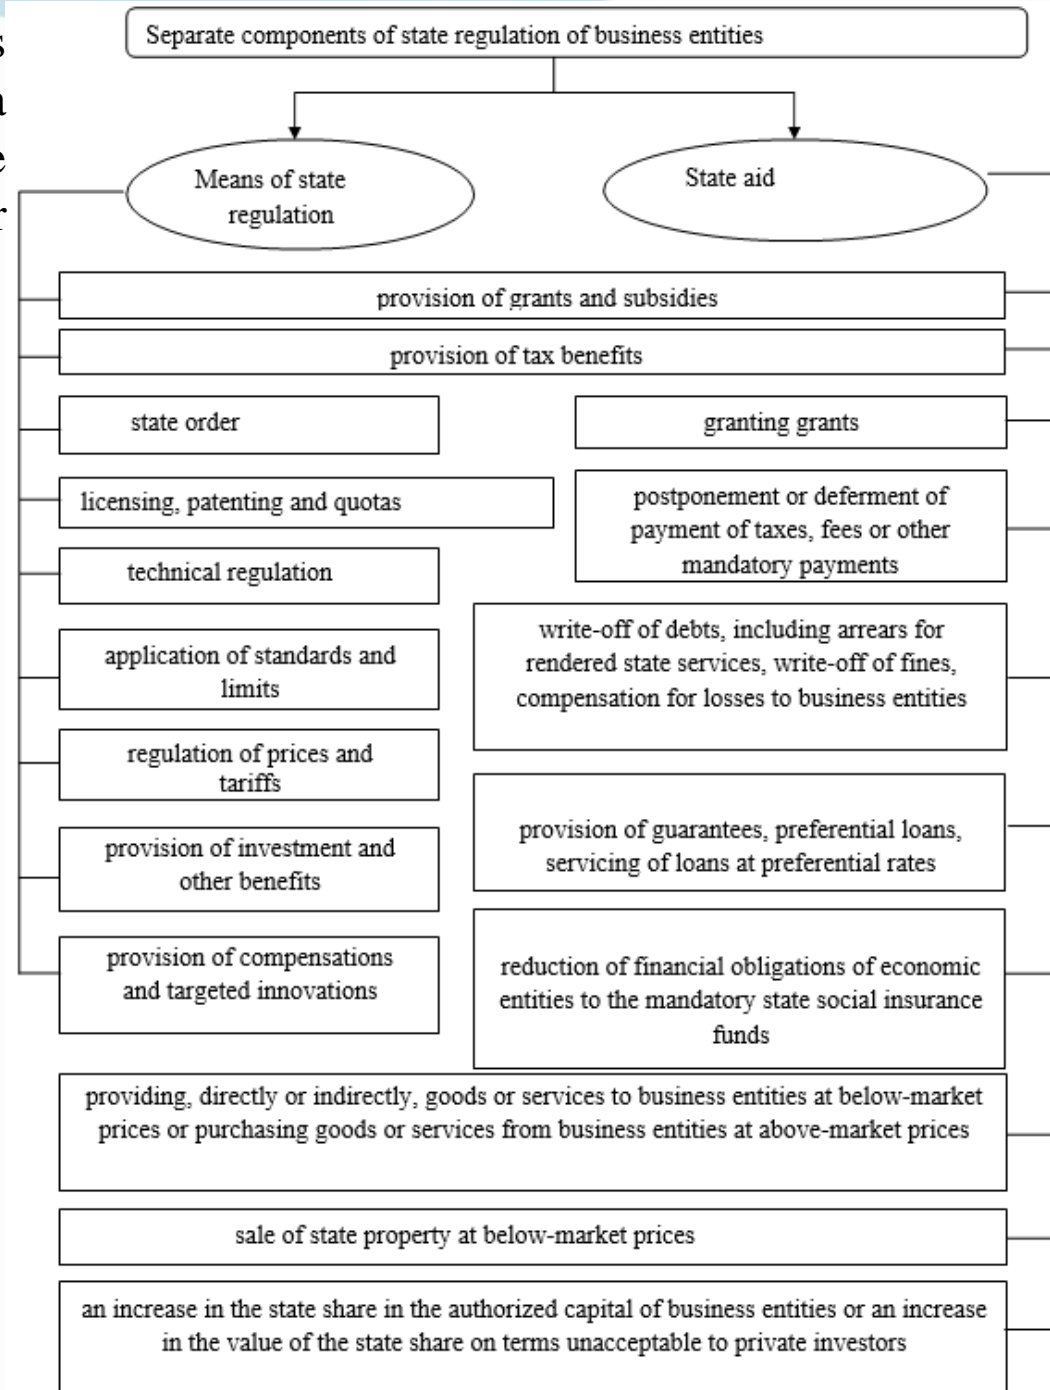 s
a
e
r
Separate components of state regulation of business entities
Means of state
regulation
State aid
provision of grants and subsidies
provision of tax benefits
state order
granting grants
licensing, patenting and quotas
postponement or deferment of
payment of taxes, fees or other
mandatory payments
technical regulation
write-off of debts, including arrears for
rendered state services, write-off of fines,
compensation for losses to business entities
application of standards and
limits
regulation of prices and
tariffs
provision of guarantees, preferential loans,
servicing of loans at preferential rates
provision of investment and
other benefits
provision of compensations
and targeted innovations
reduction of financial obligations of economic
entities to the mandatory state social insurance
funds
providing, directly or indirectly, goods or services to business entities at below-market
prices or purchasing goods or services from business entities at above-market prices
sale of state property at below-market prices
an increase in the state share in the authorized capital of business entities or an increase
in the value of the state share on terms unacceptable to private investors